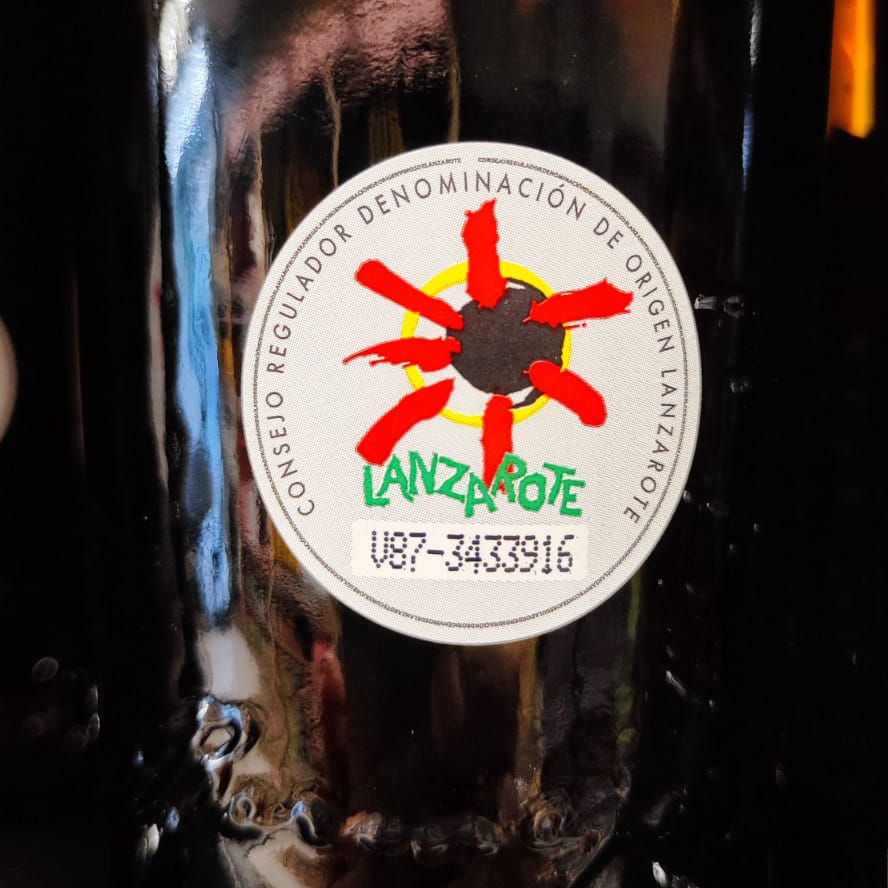 CONSEJO REGULADOR DENOMINACIÓN DE ORIGEN LANZAROTE
LANZAROTE
V87-3433916